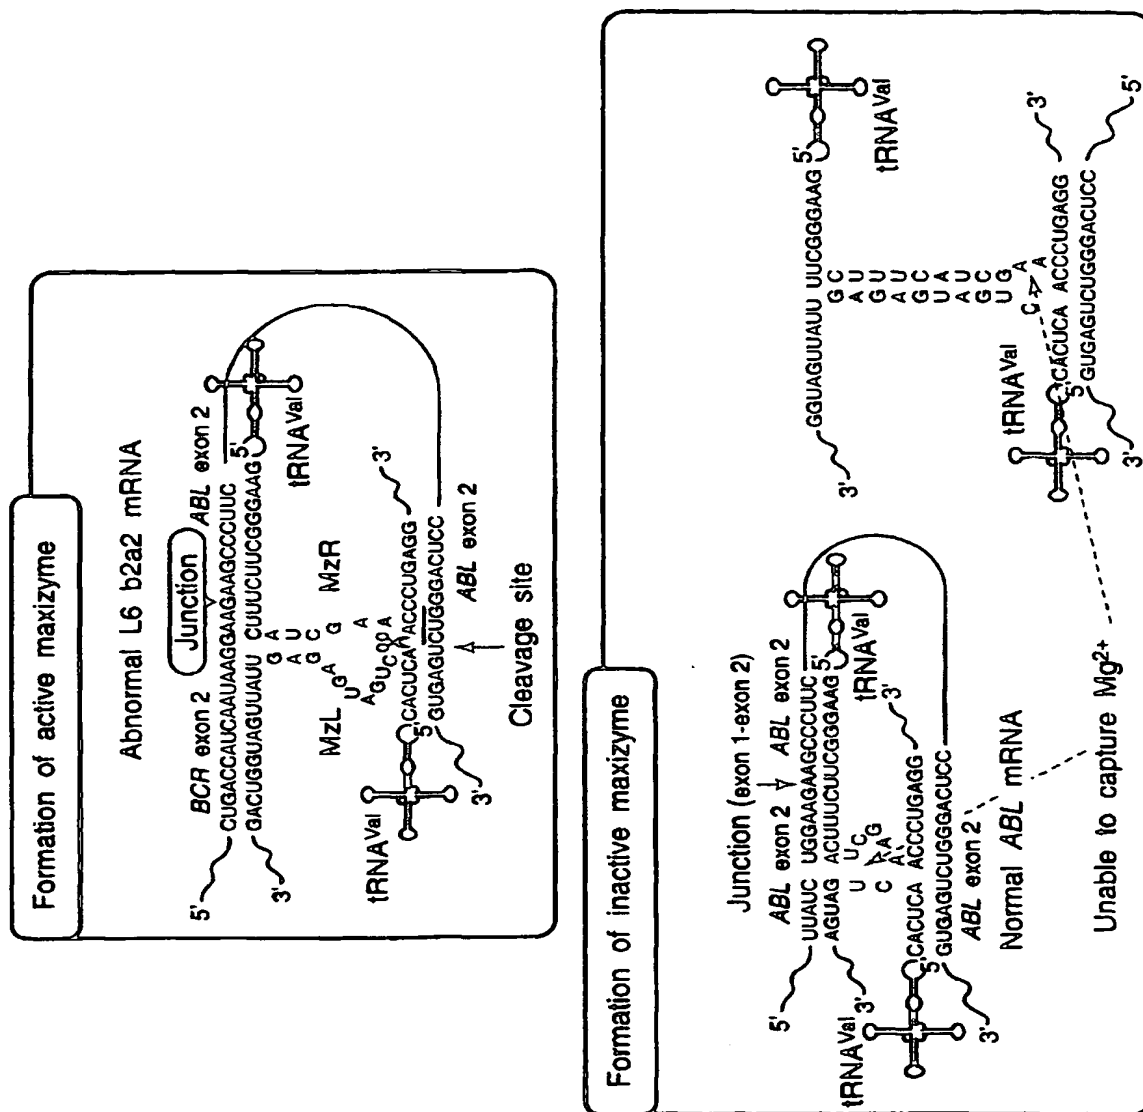 Formation of active maxizyme
Abnormal L6 b2a2 mRNA
Junction
BCR exon 2
ABL exon 2
5'
CUGACCAUCAAUAAGGAAGAAGCCCUUC
GACUGGUAGUUAUU CUUUCUUCGGGAAG
5'
3'
tRNAVal
G A
A U
G C
G
A
MzL
MzR
U G A
A G U C
A
3'
tRNAVal
CACUCA ACCCUGAGG
5'
GUGAGUCUGGGACUCC
3'
ABL exon 2
Cleavage site
Formation of inactive maxizyme
Junction (exon 1-exon 2)
ABL exon 2
ABL exon 2
5'
UUAUC UGGAAGAAGCCCUUC
AGUAG ACUUUCUUCGGGAAG
5'
3'
tRNAVal
tRNAVal
U U C
C A A G
3'
CACUCA ACCCUGAGG
5'
GUGAGUCUGGGACUCC
3'
ABL exon 2
Normal ABL mRNA
Unable to capture Mg2+
5'
tRNAVal
3'
GGUAGUUAUU UUCGGGAAG
G C
A U
G U
A U
G C
U A
A U
G C
U G
C A A
tRNAVal
3'
CACUCA ACCCUGAGG
5'
GUGAGUCUGGGACUCC
3'
5'